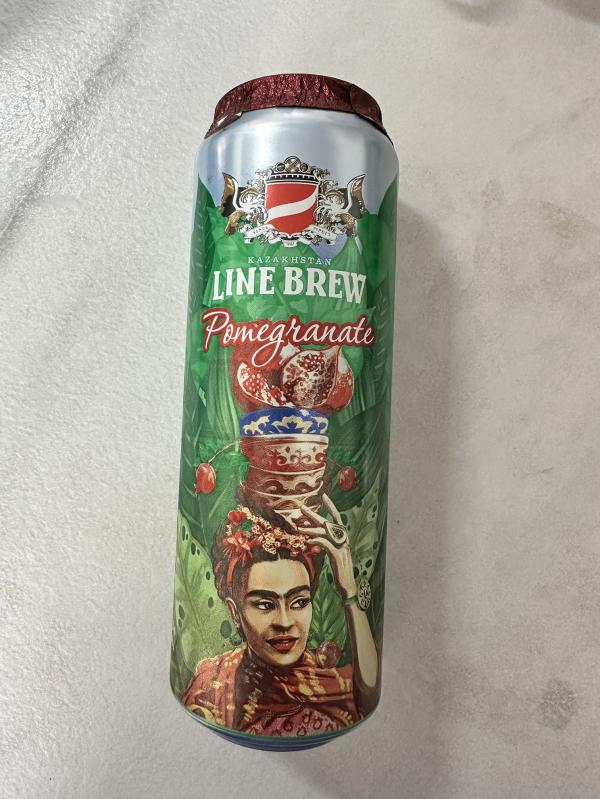 KAZAKHSTAN
LINE BREW
Pomegranate